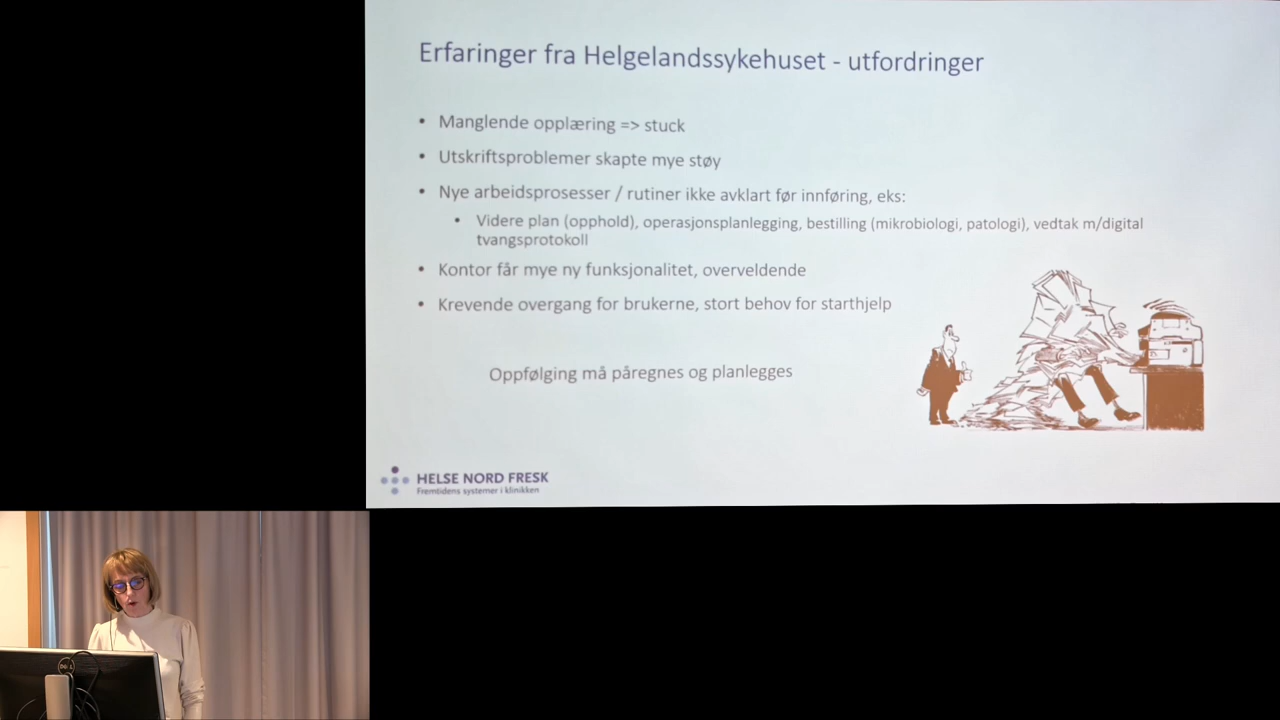 Erfaringer fra Helgelandssykehuset - utfordringer
• Manglende opplæring => stuck
• Utskriftsproblemer skapte mye støy
• Nye arbeidsprosesser / rutiner ikke avklart før innføring, eks:
• Videre plan (opphold), operasjonsplanlegging, bestilling (mikrobiologi, patologi), vedtak m/digital
tvangsprotokoll
• Kontor får mye ny funksjonalitet, overveldende
• Krevende overgang for brukerne, stort behov for starthjelp
Oppfølging må påregnes og planlegges
HELSE NORD FRESK
Fremtidens systemer i klinikken
DELL